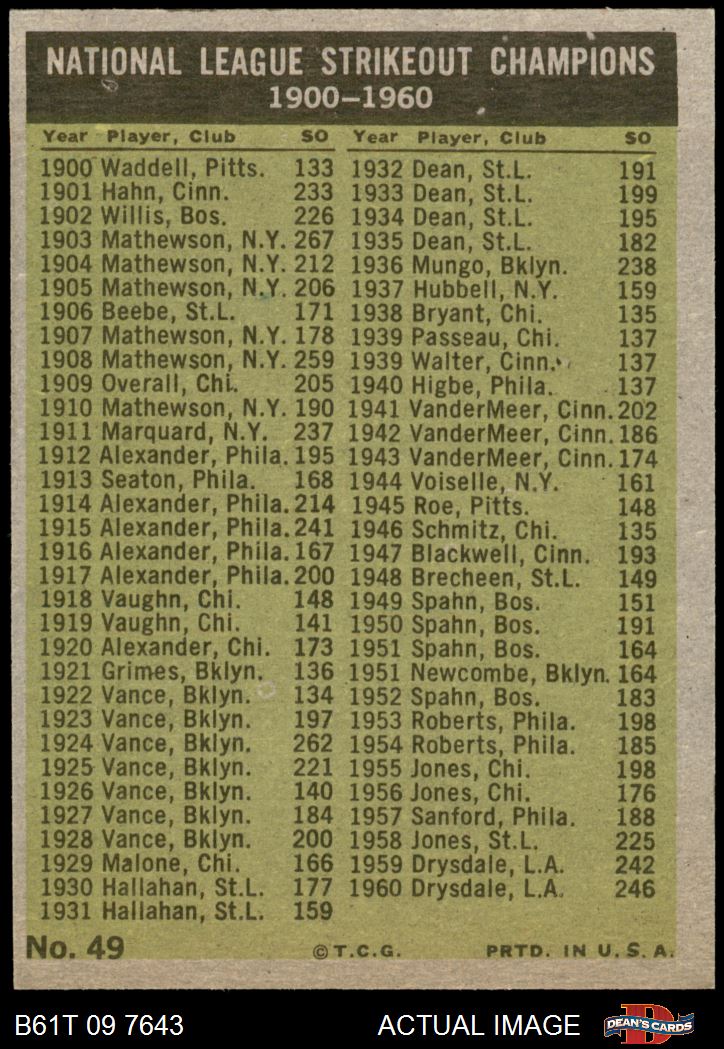 NATIONAL LEAGUE STRIKEOUT CHAMPIONS
1900–1960
Year Player, Club SO
1900 Waddell, Pitts. 133
1901 Hahn, Cinn. 233
1902 Willis, Bos. 226
1903 Mathewson, N.Y. 267
1904 Mathewson, N.Y. 212
1905 Mathewson, N.Y. 206
1906 Beebe, St.L. 171
1907 Mathewson, N.Y. 178
1908 Mathewson, N.Y. 259
1909 Overall, Chi. 205
1910 Mathewson, N.Y. 190
1911 Marquard, N.Y. 237
1912 Alexander, Phila. 195
1913 Seaton, Phila. 168
1914 Alexander, Phila. 214
1915 Alexander, Phila. 241
1916 Alexander, Phila. 167
1917 Alexander, Phila. 200
1918 Vaughn, Chi. 148
1919 Vaughn, Chi. 141
1920 Alexander, Chi. 173
1921 Grimes, Bklyn. 136
1922 Vance, Bklyn. 134
1923 Vance, Bklyn. 197
1924 Vance, Bklyn. 262
1925 Vance, Bklyn. 221
1926 Vance, Bklyn. 140
1927 Vance, Bklyn. 184
1928 Vance, Bklyn. 200
1929 Malone, Chi. 166
1930 Hallahan, St.L. 177
1931 Hallahan, St.L. 159
Year Player, Club SO
1932 Dean, St.L. 191
1933 Dean, St.L. 199
1934 Dean, St.L. 195
1935 Dean, St.L. 182
1936 Mungo, Bklyn. 238
1937 Hubbell, N.Y. 159
1938 Bryant, Chi. 135
1939 Passeau, Chi. 137
1939 Walter, Cinn. 137
1940 Higbe, Phila. 137
1941 VanderMeer, Cinn. 202
1942 VanderMeer, Cinn. 186
1943 VanderMeer, Cinn. 174
1944 Voiselle, N.Y. 161
1945 Roe, Pitts. 148
1946 Schmitz, Chi. 135
1947 Blackwell, Cinn. 193
1948 Brecheen, St.L. 149
1949 Spahn, Bos. 151
1950 Spahn, Bos. 191
1951 Spahn, Bos. 164
1951 Newcombe, Bklyn. 164
1952 Spahn, Bos. 183
1953 Roberts, Phila. 198
1954 Roberts, Phila. 185
1955 Jones, Chi. 198
1956 Jones, Chi. 176
1957 Sanford, Phila. 188
1958 Jones, St.L. 225
1959 Drysdale, L.A. 242
1960 Drysdale, L.A. 246
No. 49 © T.C.G. PRTD. IN U.S.A.
B61T 09 7643 ACTUAL IMAGE DEAN'S CARDS